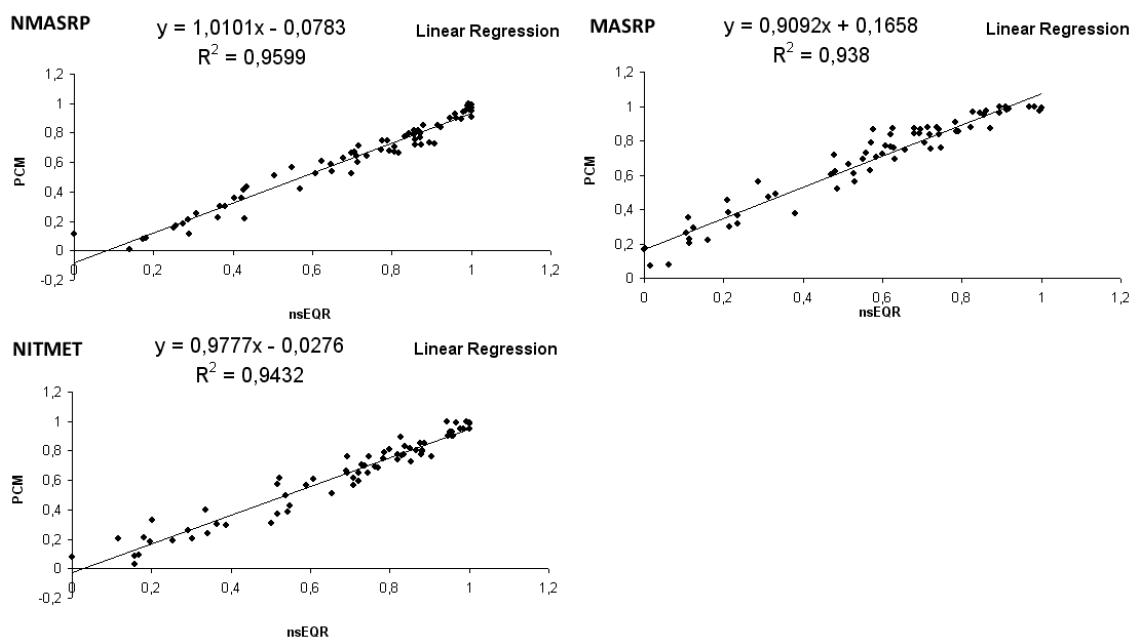 NMASRP
y = 1,0101x - 0,0783
R² = 0,9599
Linear Regression
1,2
1
0,8
0,6
0,4
0,2
0
-0,2
PCM
0,2
0,4
0,6
0,8
1
1,2
nsEQR
MASRP
y = 0,9092x + 0,1658
R² = 0,938
Linear Regression
1,2
1
0,8
0,6
0,4
0,2
0
PCM
0
0,2
0,4
0,6
0,8
1
1,2
nsEQR
NITMET
y = 0,9777x - 0,0276
R² = 0,9432
Linear Regression
1,2
1
0,8
0,6
0,4
0,2
0
-0,2
PCM
0
0,2
0,4
0,6
0,8
1
1,2
nsEQR